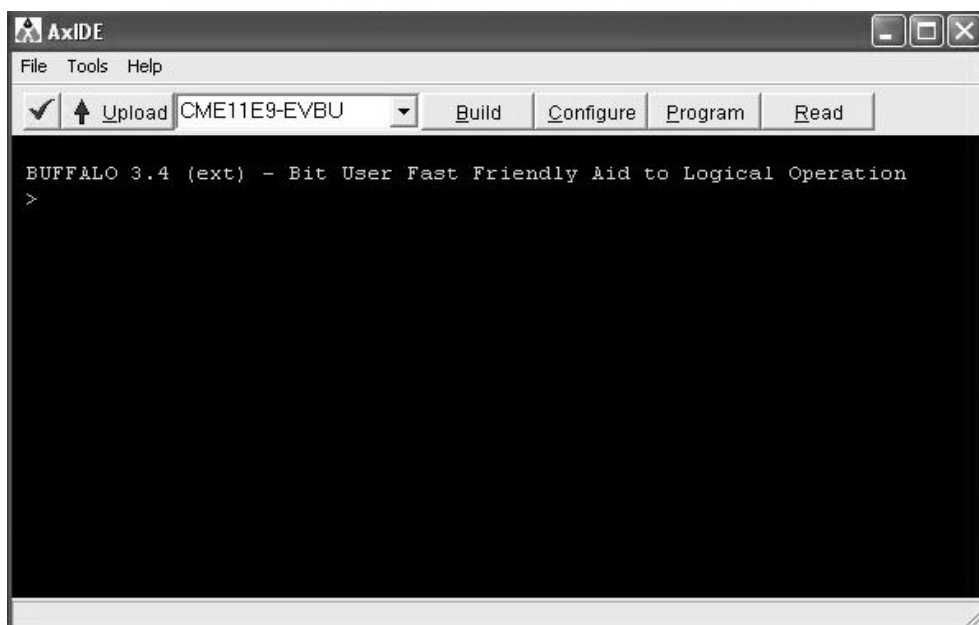 AxIDE
File Tools Help
Upload CME11E9-EVBU Build Configure Program Read
BUFFALO 3.4 (ext) - Bit User Fast Friendly Aid to Logical Operation
>